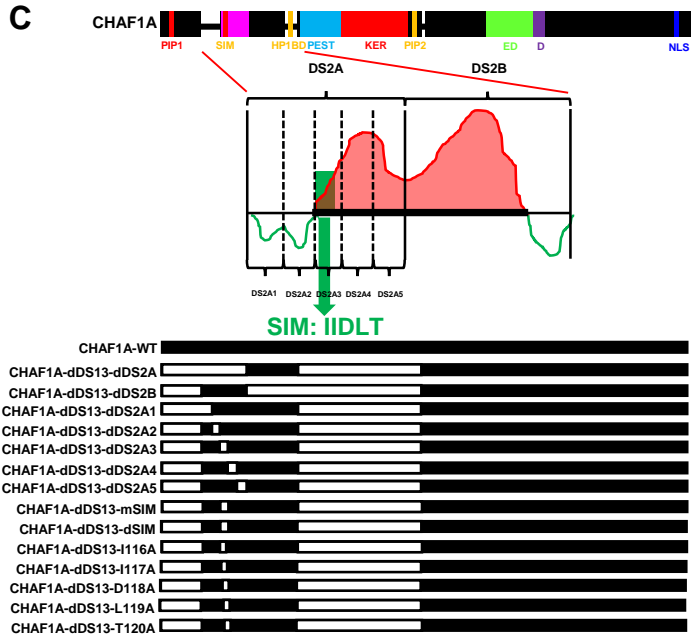 C
CHAF1A
PIP1 SIM HP1BD PEST KER PIP2 ED D NLS
DS2A DS2B
DS2A1 DS2A2 DS2A3 DS2A4 DS2A5
SIM: IIDLT
CHAF1A-WT
CHAF1A-dDS13-dDS2A
CHAF1A-dDS13-dDS2B
CHAF1A-dDS13-dDS2A1
CHAF1A-dDS13-dDS2A2
CHAF1A-dDS13-dDS2A3
CHAF1A-dDS13-dDS2A4
CHAF1A-dDS13-dDS2A5
CHAF1A-dDS13-mSIM
CHAF1A-dDS13-dSIM
CHAF1A-dDS13-I116A
CHAF1A-dDS13-I117A
CHAF1A-dDS13-D118A
CHAF1A-dDS13-L119A
CHAF1A-dDS13-T120A